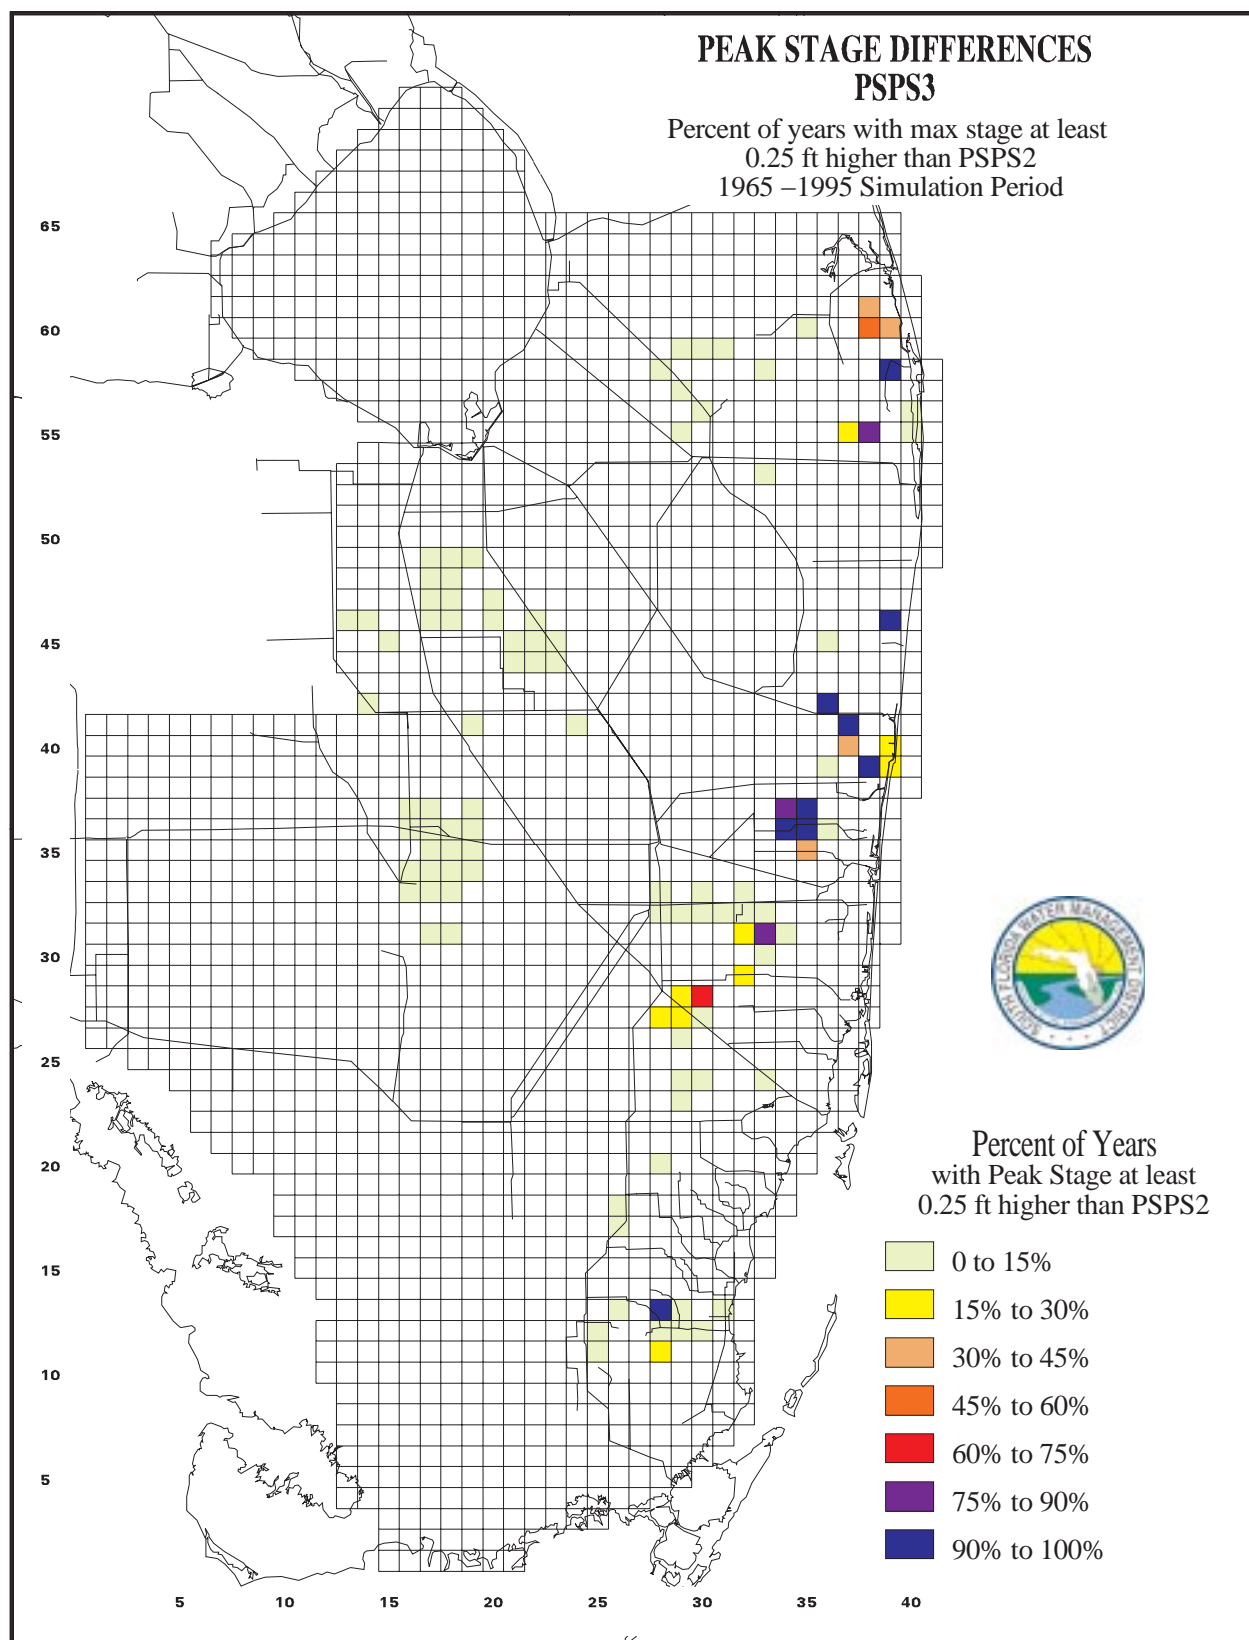 PEAK STAGE DIFFERENCES
PSPS3
Percent of years with max stage at least
0.25 ft higher than PSPS2
1965 –1995 Simulation Period
65
60
55
50
45
40
35
30
25
20
15
10
5
SOUTH FLORIDA WATER MANAGEMENT DISTRICT
Percent of Years
with Peak Stage at least
0.25 ft higher than PSPS2
0 to 15%
15% to 30%
30% to 45%
45% to 60%
60% to 75%
75% to 90%
90% to 100%
5 10 15 20 25 30 35 40